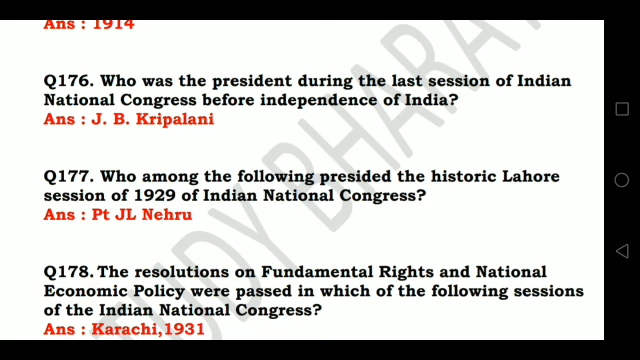 Ans : 1914
Q176. Who was the president during the last session of Indian
National Congress before independence of India?
Ans : J. B. Kripalani
Q177. Who among the following presided the historic Lahore
session of 1929 of Indian National Congress?
Ans : Pt JL Nehru
Q178. The resolutions on Fundamental Rights and National
Economic Policy were passed in which of the following sessions
of the Indian National Congress?
Ans : Karachi,1931
STUDY BHARAT